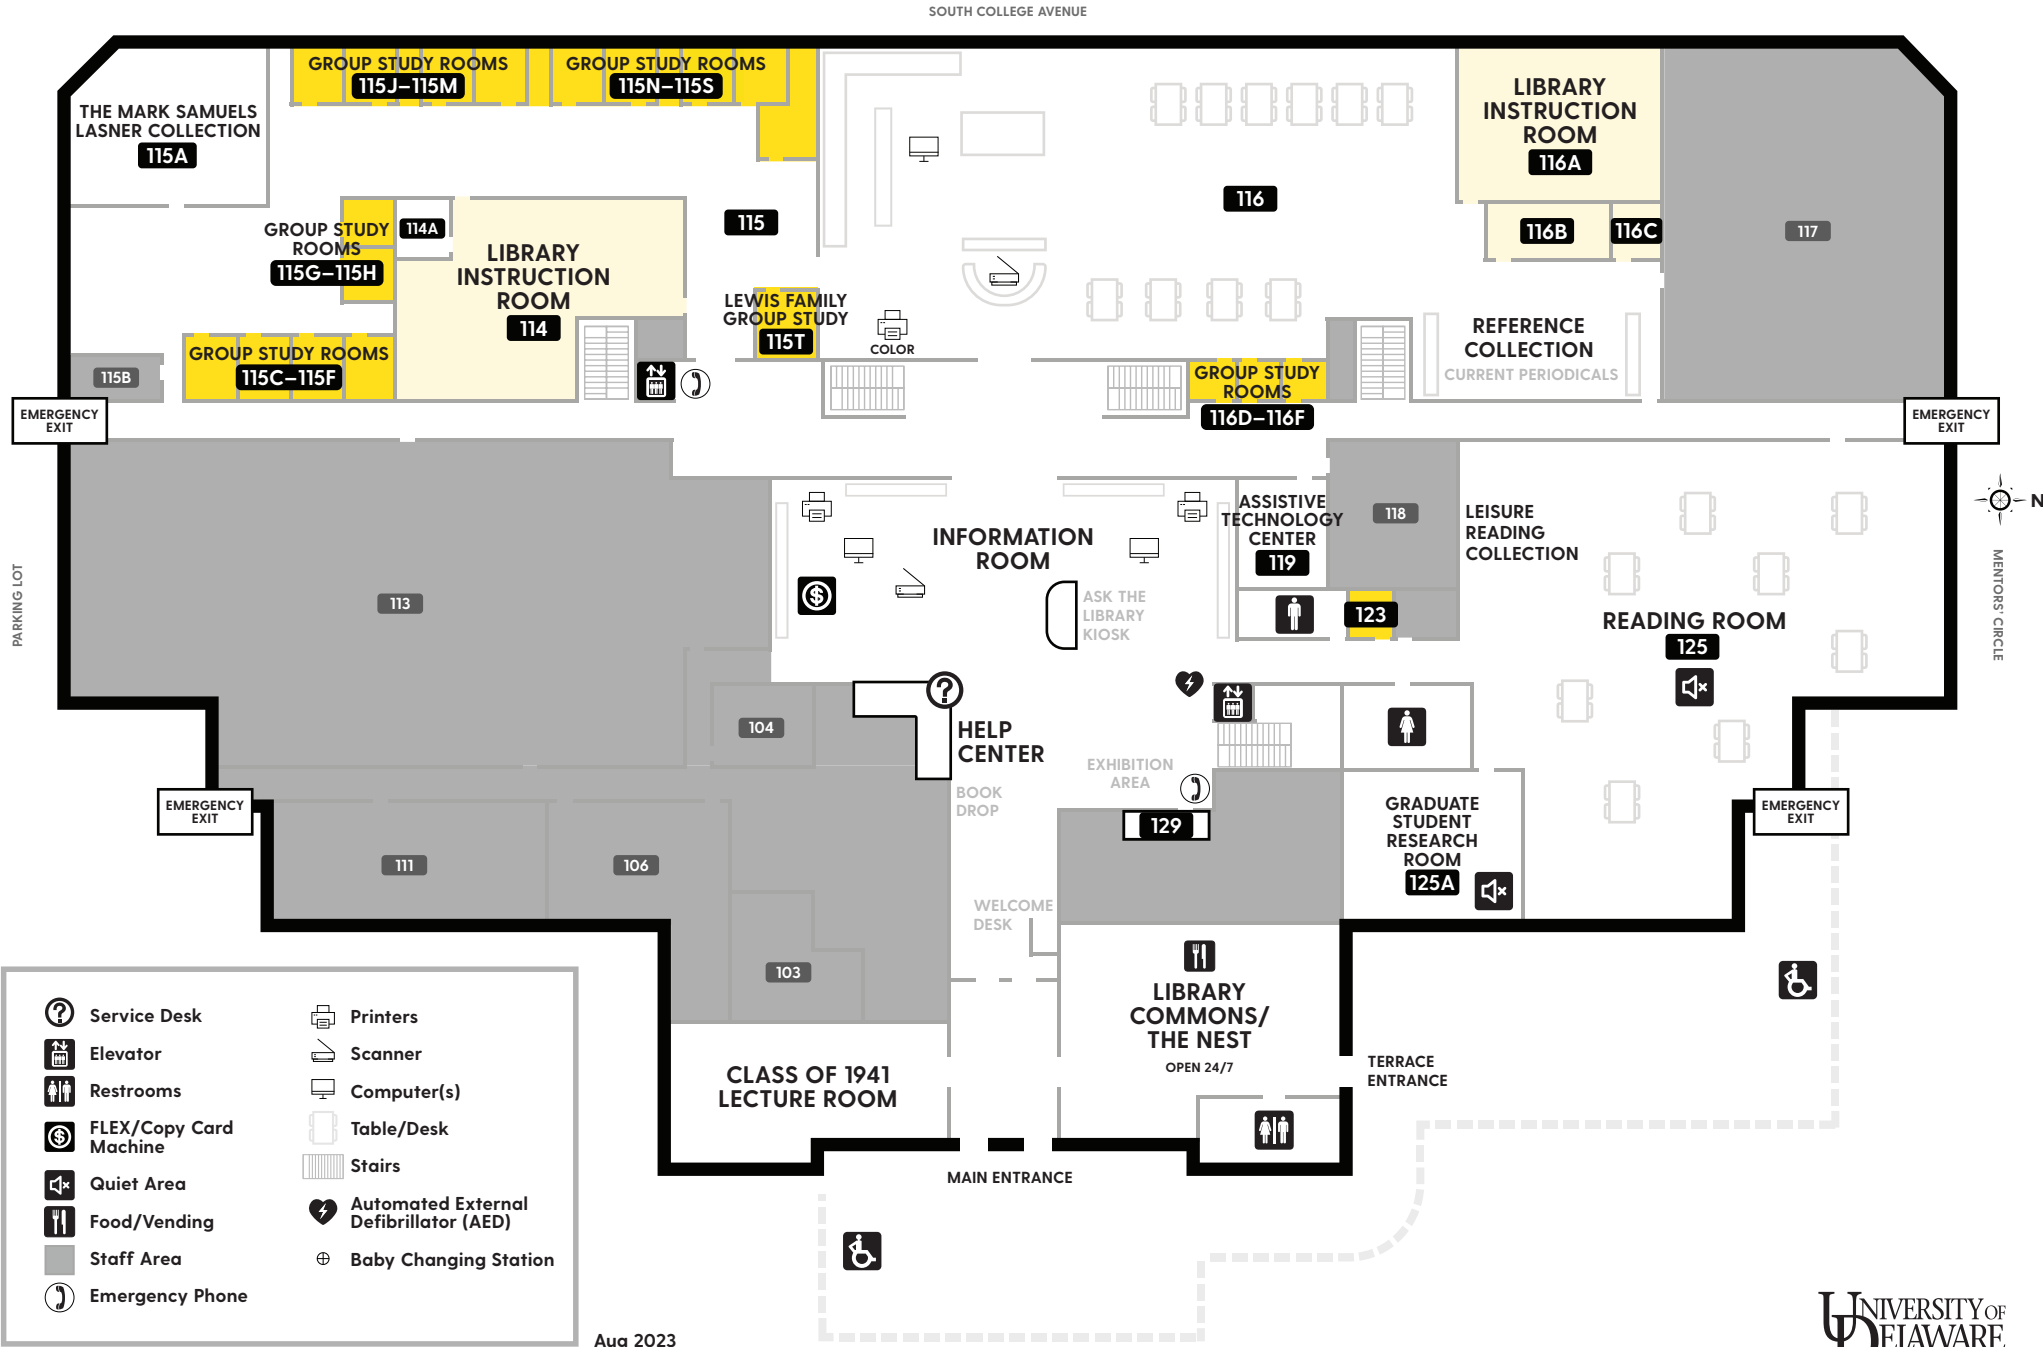 SOUTH COLLEGE AVENUE
GROUP STUDY ROOMS
115J–115M
GROUP STUDY ROOMS
115N–115S
THE MARK SAMUELS
LASNER COLLECTION
115A
LIBRARY
INSTRUCTION
ROOM
116A
116
115
GROUP STUDY
ROOMS
115G–115H
114A
LIBRARY
INSTRUCTION
ROOM
114
116B
116C
117
LEWIS FAMILY
GROUP STUDY
115T
COLOR
REFERENCE
COLLECTION
CURRENT PERIODICALS
115B
GROUP STUDY ROOMS
115C–115F
GROUP STUDY
ROOMS
116D–116F
EMERGENCY
EXIT
EMERGENCY
EXIT
N
PARKING LOT
MENTORS' CIRCLE
113
INFORMATION
ROOM
ASK THE
LIBRARY
KIOSK
ASSISTIVE
TECHNOLOGY
CENTER
119
118
LEISURE
READING
COLLECTION
123
READING ROOM
125
104
HELP
CENTER
BOOK
DROP
EXHIBITION
AREA
129
EMERGENCY
EXIT
EMERGENCY
EXIT
111
106
GRADUATE
STUDENT
RESEARCH
ROOM
125A
WELCOME
DESK
103
LIBRARY
COMMONS/
THE NEST
OPEN 24/7
CLASS OF 1941
LECTURE ROOM
TERRACE
ENTRANCE
MAIN ENTRANCE
Service Desk
Elevator
Restrooms
FLEX/Copy Card
Machine
Quiet Area
Food/Vending
Staff Area
Emergency Phone
Printers
Scanner
Computer(s)
Table/Desk
Stairs
Automated External
Defibrillator (AED)
Baby Changing Station
Aug 2023
UNIVERSITY OF
DELAWARE